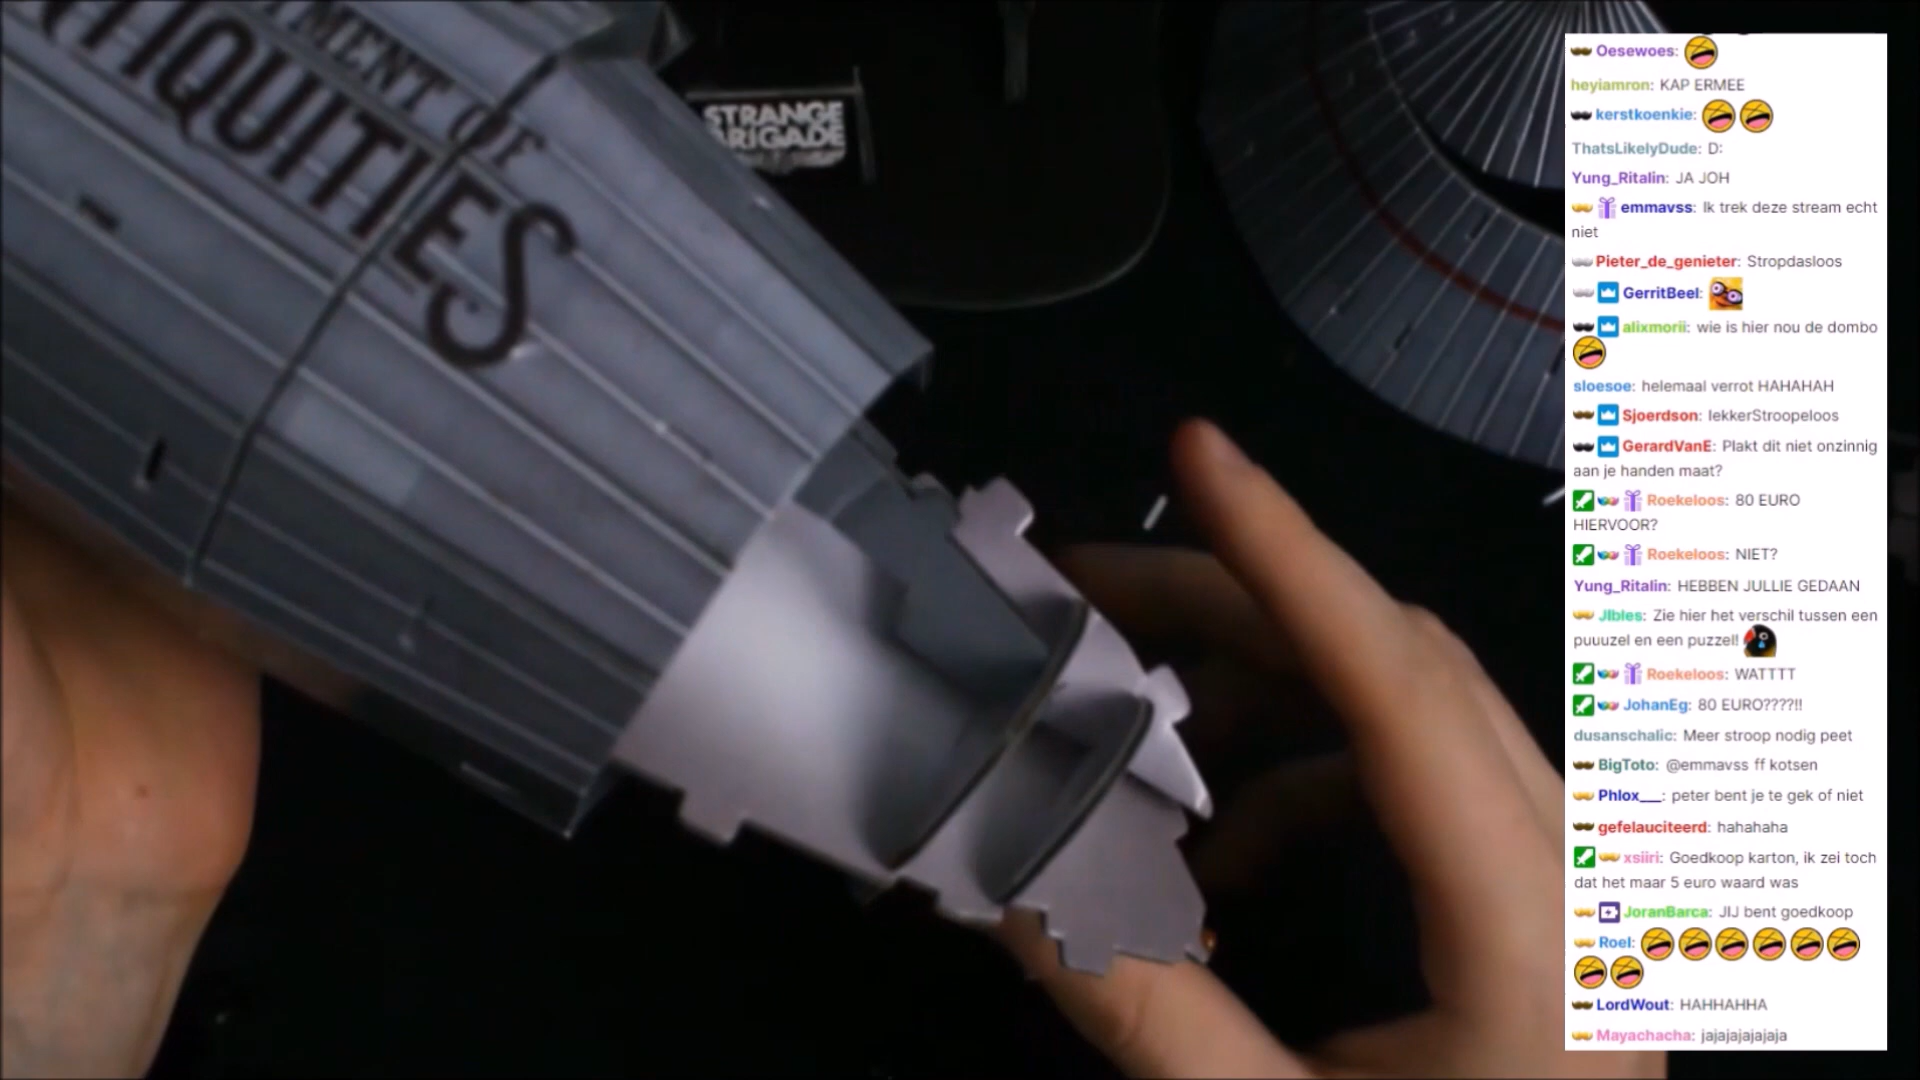 TMENT OF
TIQUITIES
STRANGE
BRIGADE
Oesewoes:
heyiamron: KAP ERMEE
kerstkoenkie:
ThatsLikelyDude: D:
Yung_Ritalin: JA JOH
emmavss: Ik trek deze stream echt
niet
Pieter_de_genieter: Stropdasloos
GerritBeel:
alixmorii: wie is hier nou de dombo
sloesoe: helemaal verrot HAHAHAH
Sjoerdson: lekkerStroopeloos
GerardVanE: Plakt dit niet onzinnig
aan je handen maat?
Roekeloos: 80 EURO
HIERVOOR?
Roekeloos: NIET?
Yung_Ritalin: HEBBEN JULLIE GEDAAN
JIbles: Zie hier het verschil tussen een
puuuzel en een puzzel!
Roekeloos: WATTTT
JohanEg: 80 EURO????!!
dusanschalic: Meer stroop nodig peet
BigToto: @emmavss ff kotsen
Phlox___: peter bent je te gek of niet
gefelauciteerd: hahahaha
xsiiri: Goedkoop karton, ik zei toch
dat het maar 5 euro waard was
JoranBarca: JIJ bent goedkoop
Roel:
LordWout: HAHHAHHA
Mayachacha: jajajajajajaja